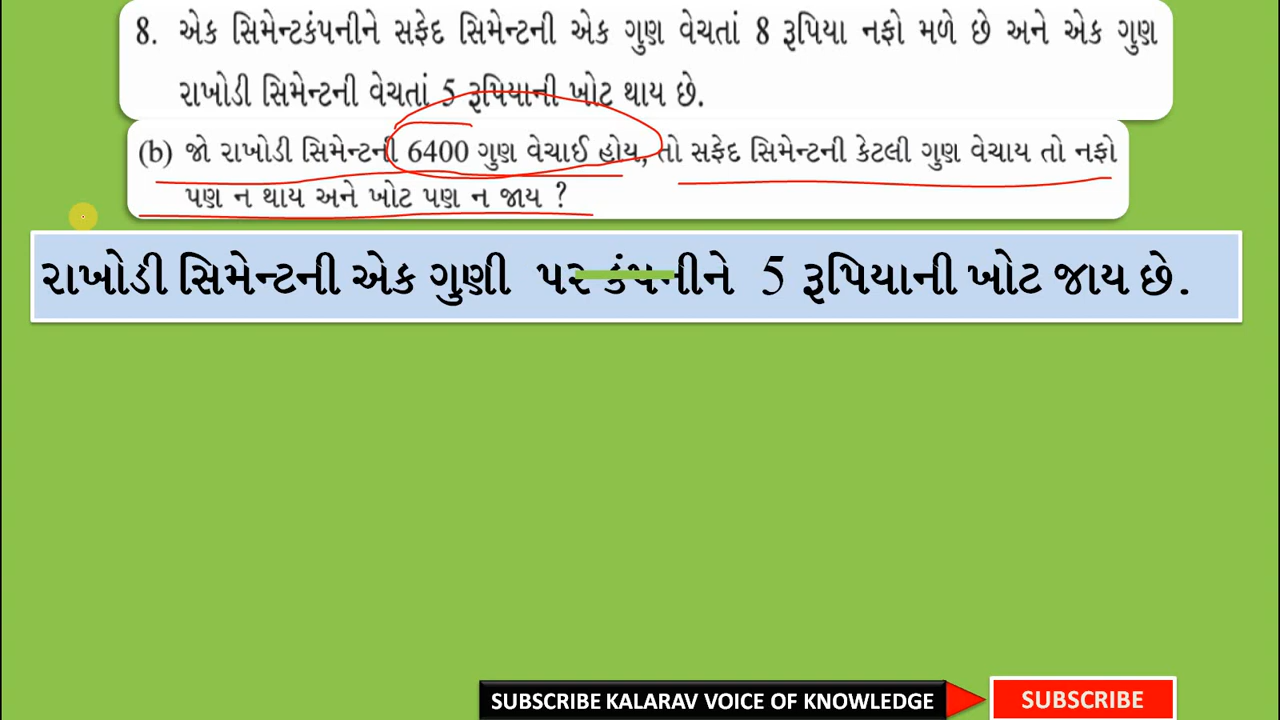 8. એક સિમેન્ટકંપનીને સફેદ સિમેન્ટની એક ગુણ વેચતાં 8 રૂપિયા નફો મળે છે અને એક ગુણ
રાખોડી સિમેન્ટની વેચતાં 5 રૂપિયાની ખોટ થાય છે.
(b) જો રાખોડી સિમેન્ટની 6400 ગુણ વેચાઈ હોય, તો સફેદ સિમેન્ટની કેટલી ગુણ વેચાય તો નફો
પણ ન થાય અને ખોટ પણ ન જાય ?
રાખોડી સિમેન્ટની એક ગુણી પર કંપનીને 5 રૂપિયાની ખોટ જાય છે.
SUBSCRIBE KALARAV VOICE OF KNOWLEDGE
SUBSCRIBE